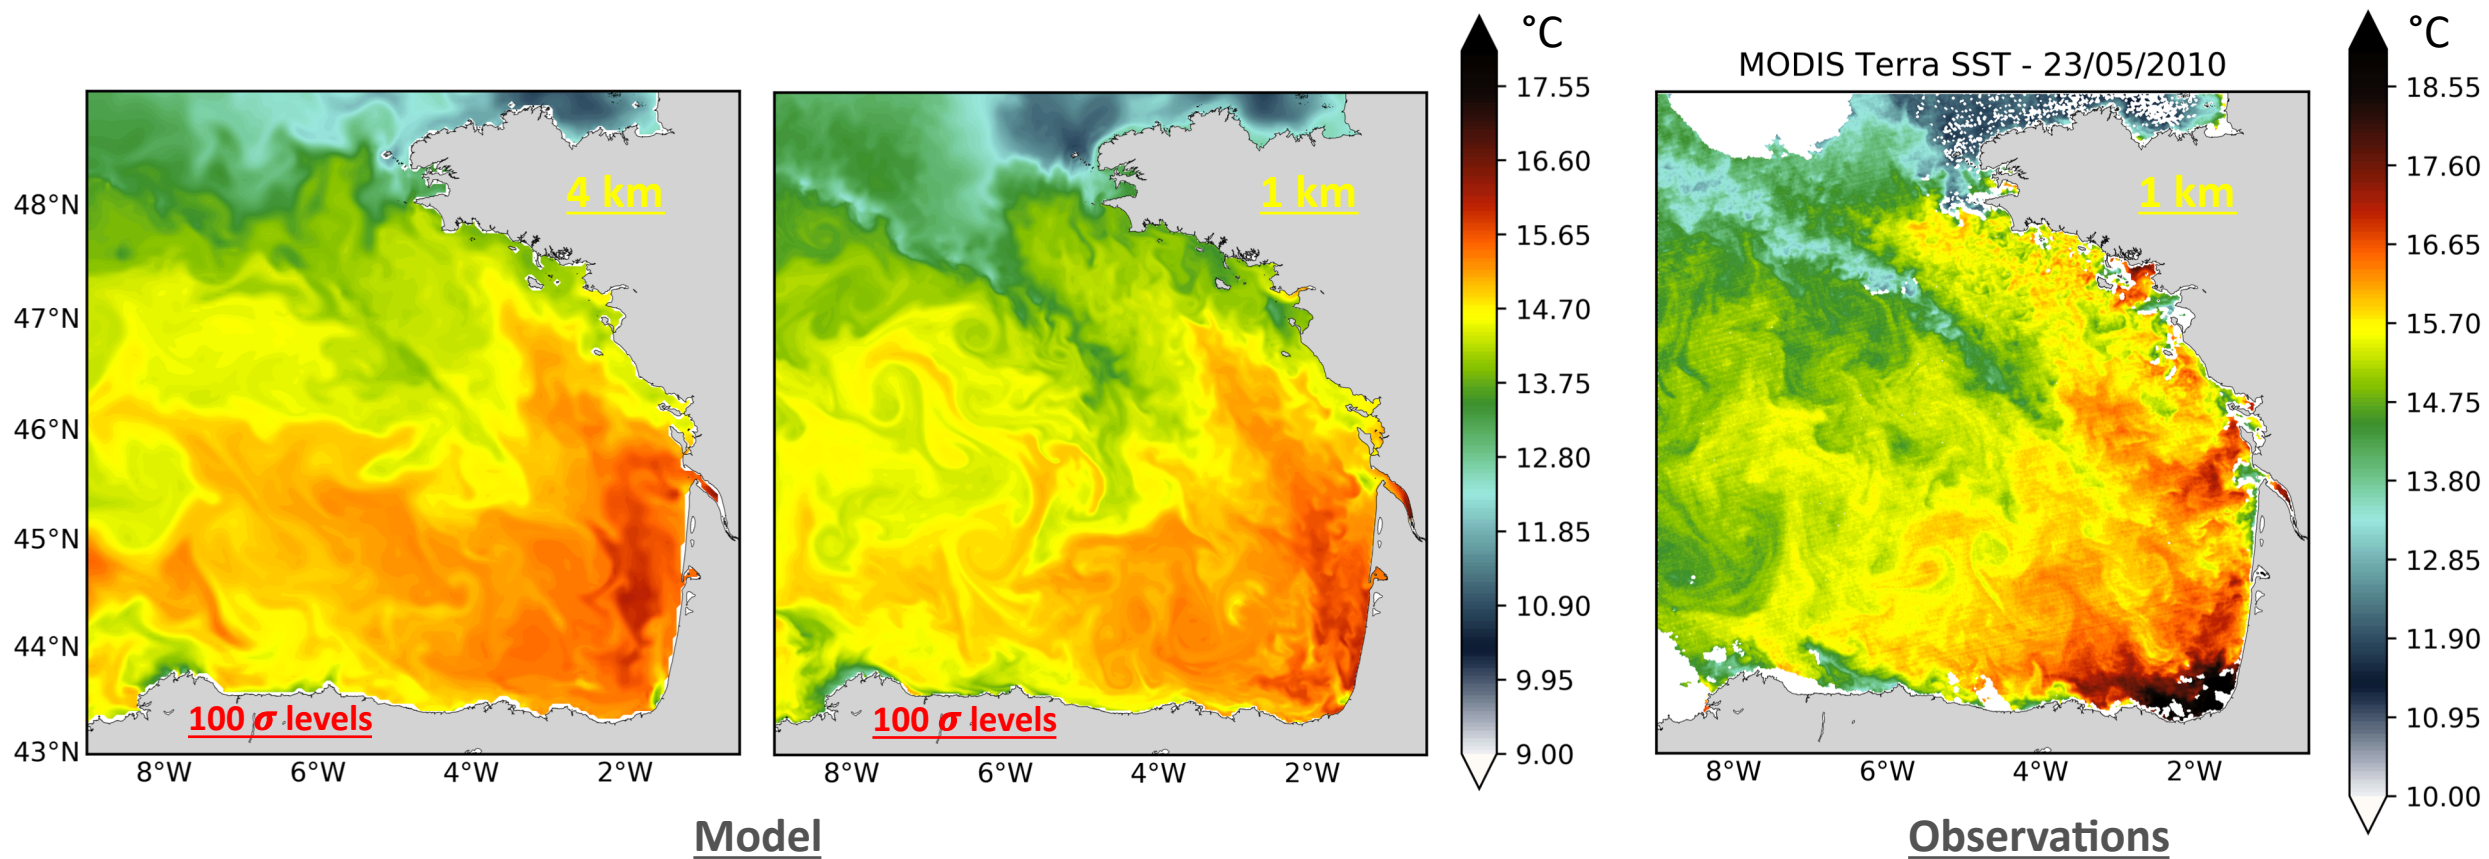 °C
°C
MODIS Terra SST - 23/05/2010
4 km
1 km
1 km
48°N
47°N
46°N
45°N
44°N
43°N
17.55
16.60
15.65
14.70
13.75
12.80
11.85
10.90
9.95
9.00
18.55
17.60
16.65
15.70
14.75
13.80
12.85
11.90
10.95
10.00
100 σ levels
100 σ levels
8°W 6°W 4°W 2°W
8°W 6°W 4°W 2°W
8°W 6°W 4°W 2°W
Model
Observations